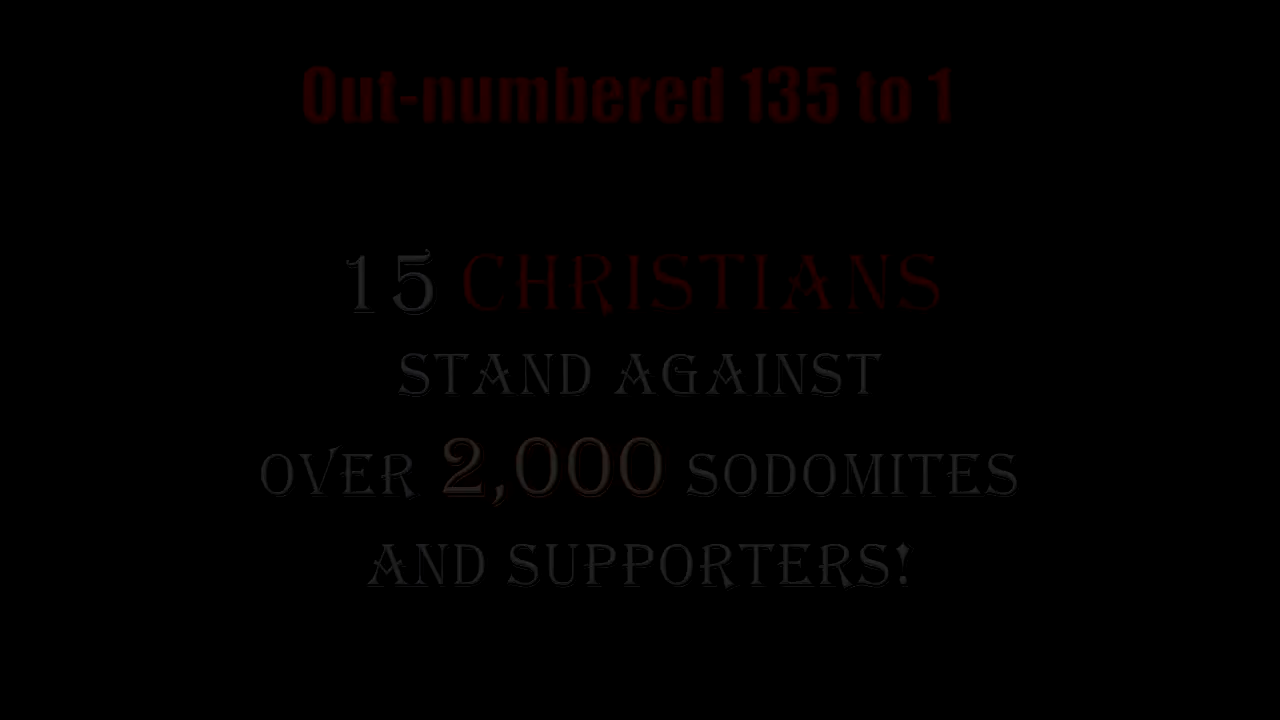 Out-numbered 135 to 1
15 CHRISTIANS
STAND AGAINST
OVER 2,000 SODOMITES
AND SUPPORTERS!